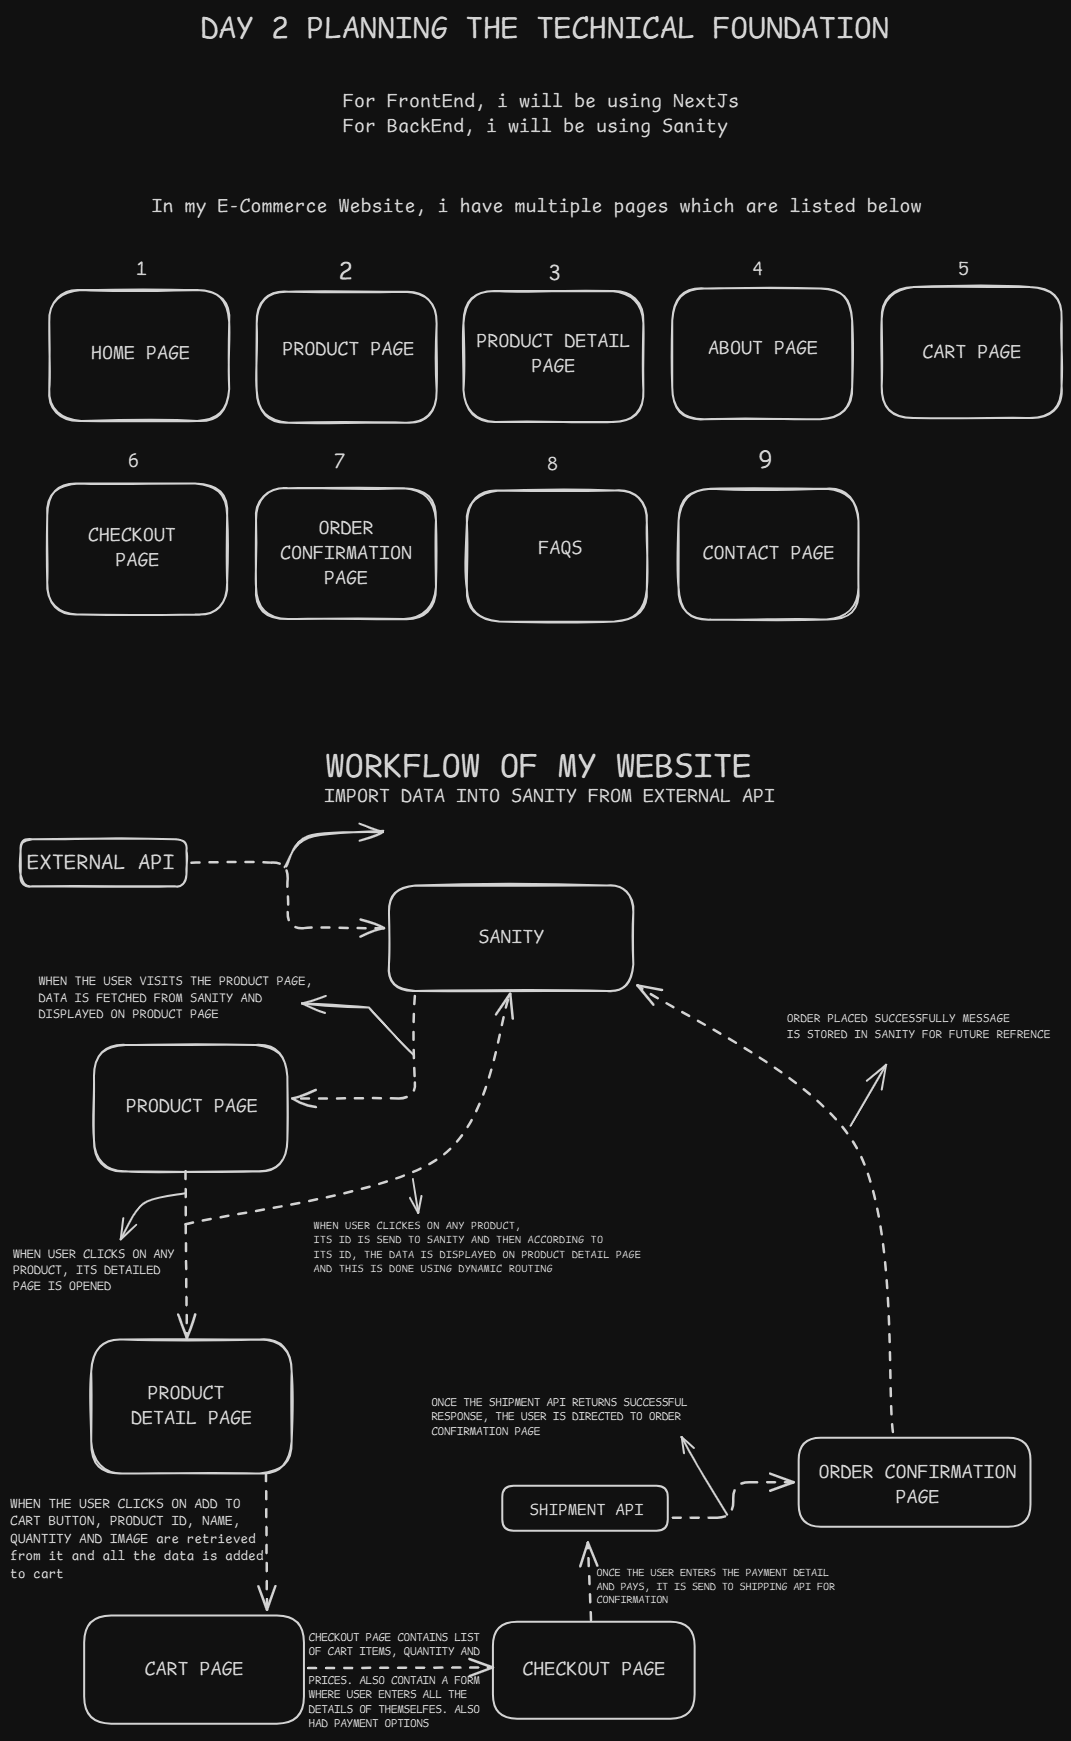 DAY 2 PLANNING THE TECHNICAL FOUNDATION
For FrontEnd, i will be using NextJs
For BackEnd, i will be using Sanity
In my E-Commerce Website, i have multiple pages which are listed below
1
2
3
4
5
HOME PAGE
PRODUCT PAGE
PRODUCT DETAIL
PAGE
ABOUT PAGE
CART PAGE
6
7
8
9
CHECKOUT
PAGE
ORDER
CONFIRMATION
PAGE
FAQS
CONTACT PAGE
WORKFLOW OF MY WEBSITE
IMPORT DATA INTO SANITY FROM EXTERNAL API
EXTERNAL API
SANITY
WHEN THE USER VISITS THE PRODUCT PAGE,
DATA IS FETCHED FROM SANITY AND
DISPLAYED ON PRODUCT PAGE
ORDER PLACED SUCCESSFULLY MESSAGE
IS STORED IN SANITY FOR FUTURE REFRENCE
PRODUCT PAGE
WHEN USER CLICKS ON ANY
PRODUCT, ITS DETAILED
PAGE IS OPENED
WHEN USER CLICKES ON ANY PRODUCT,
ITS ID IS SEND TO SANITY AND THEN ACCORDING TO
ITS ID, THE DATA IS DISPLAYED ON PRODUCT DETAIL PAGE
AND THIS IS DONE USING DYNAMIC ROUTING
PRODUCT
DETAIL PAGE
ONCE THE SHIPMENT API RETURNS SUCCESSFUL
RESPONSE, THE USER IS DIRECTED TO ORDER
CONFIRMATION PAGE
ORDER CONFIRMATION
PAGE
SHIPMENT API
WHEN THE USER CLICKS ON ADD TO
CART BUTTON, PRODUCT ID, NAME,
QUANTITY AND IMAGE are retrieved
from it and all the data is added
to cart
ONCE THE USER ENTERS THE PAYMENT DETAIL
AND PAYS, IT IS SEND TO SHIPPING API FOR
CONFIRMATION
CART PAGE
CHECKOUT PAGE CONTAINS LIST
OF CART ITEMS, QUANTITY AND
PRICES. ALSO CONTAIN A FORM
WHERE USER ENTERS ALL THE
DETAILS OF THEMSELFES. ALSO
HAD PAYMENT OPTIONS
CHECKOUT PAGE